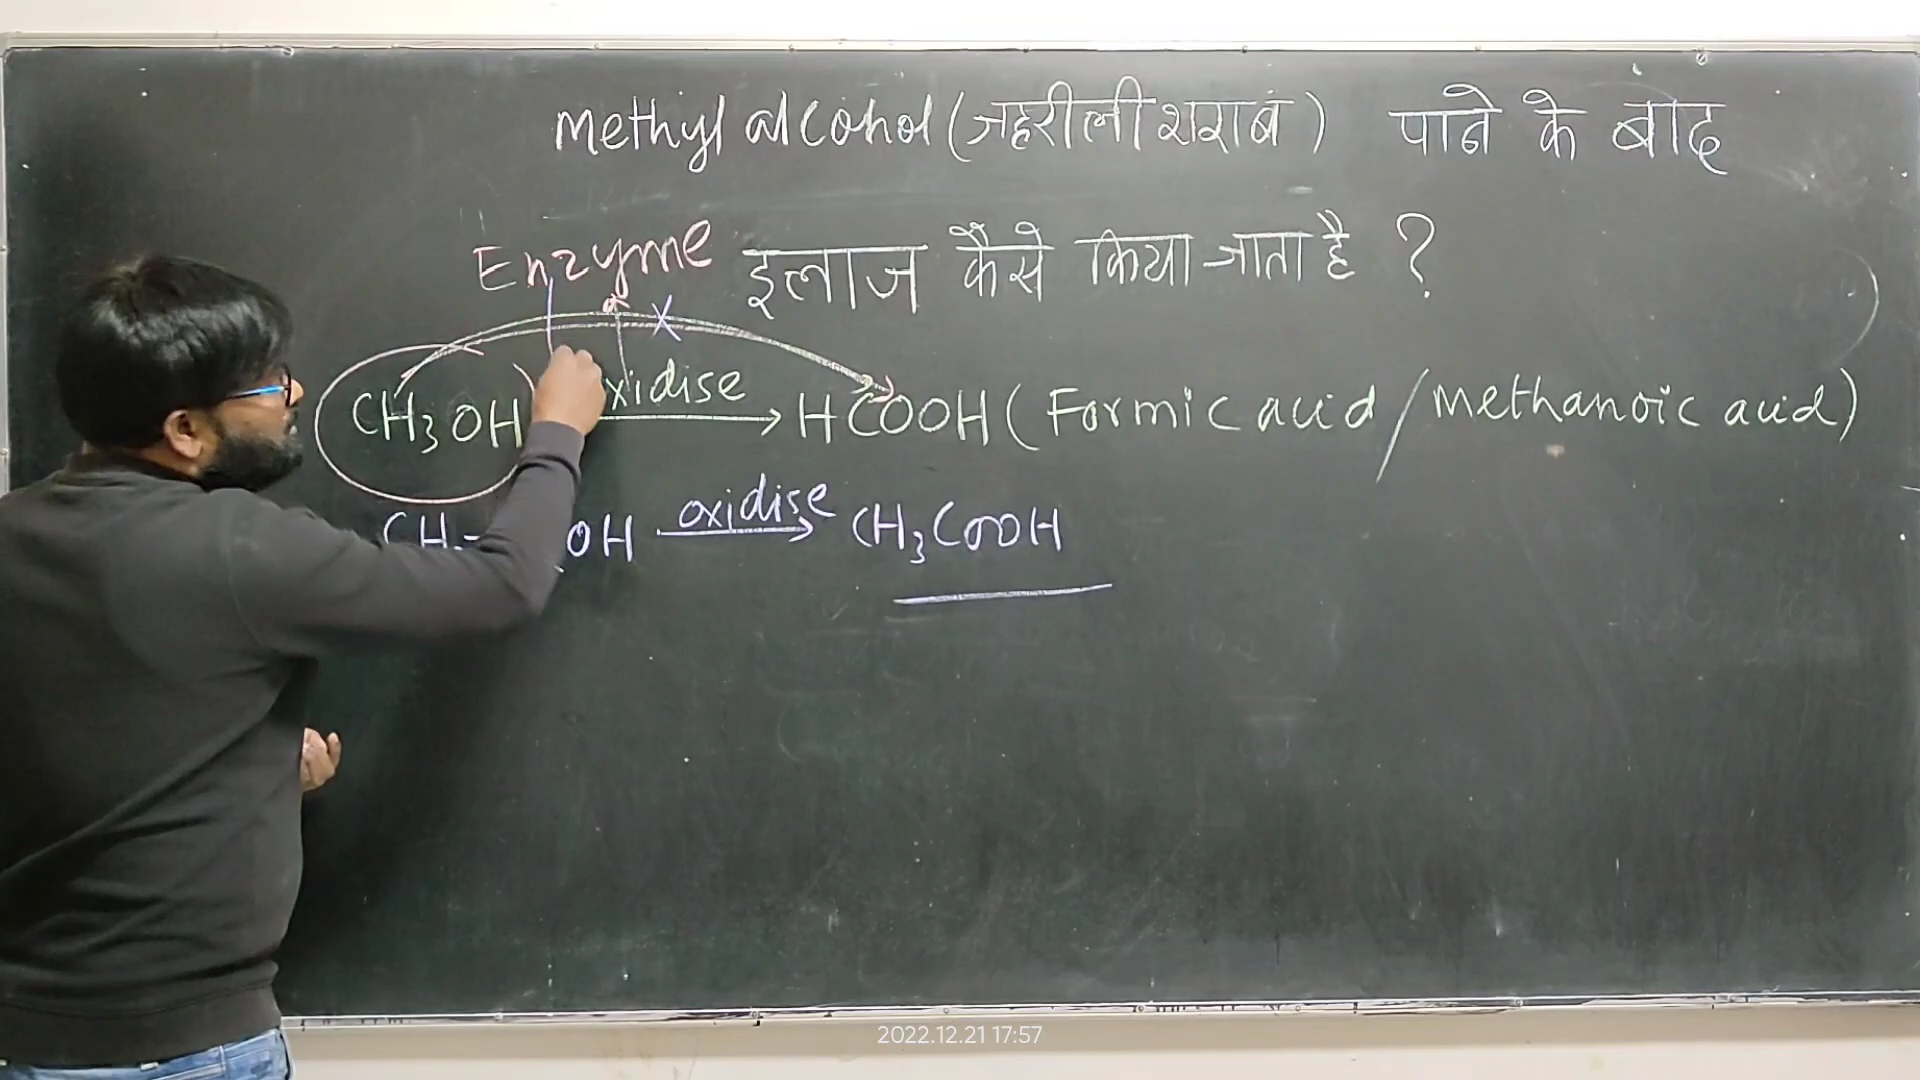 Methyl alcohol (जहरीली शराब) पीने के बाद
Enzyme इलाज कैसे किया जाता है ?
CH3OH oxidise HCOOH ( Formic acid / Methanoic acid)
OH oxidise CH3COOH
2022.12.21 17:57